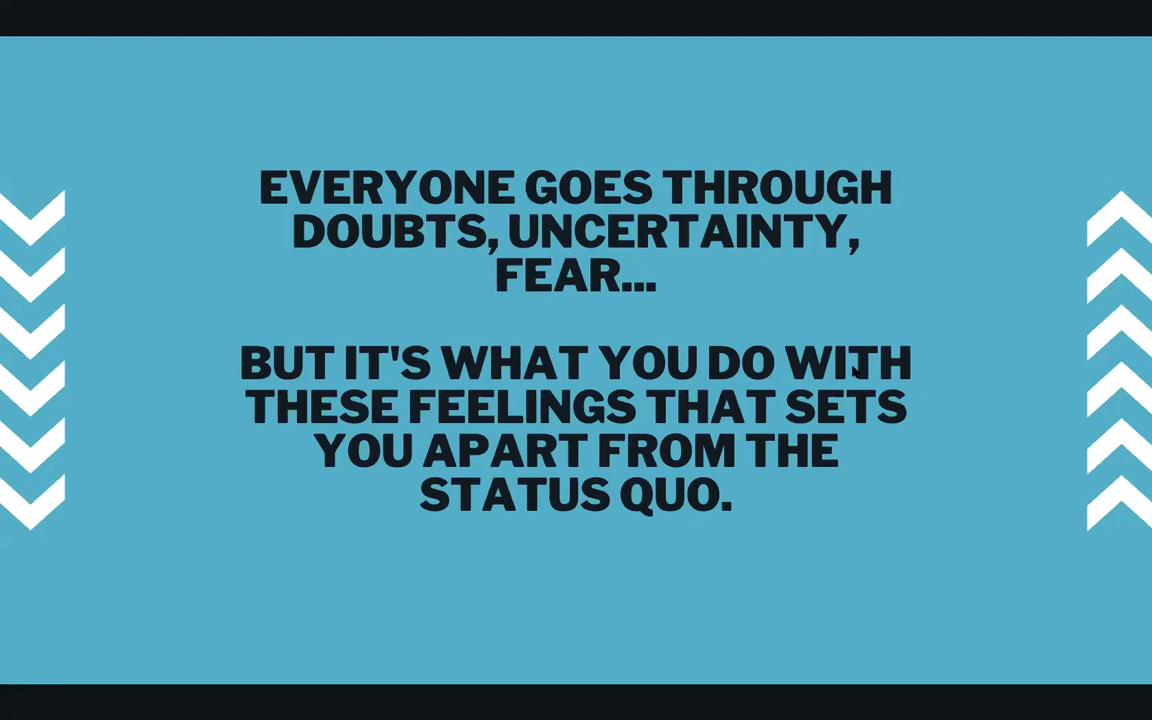 EVERYONE GOES THROUGH
DOUBTS, UNCERTAINTY,
FEAR...
BUT IT'S WHAT YOU DO WITH
THESE FEELINGS THAT SETS
YOU APART FROM THE
STATUS QUO.